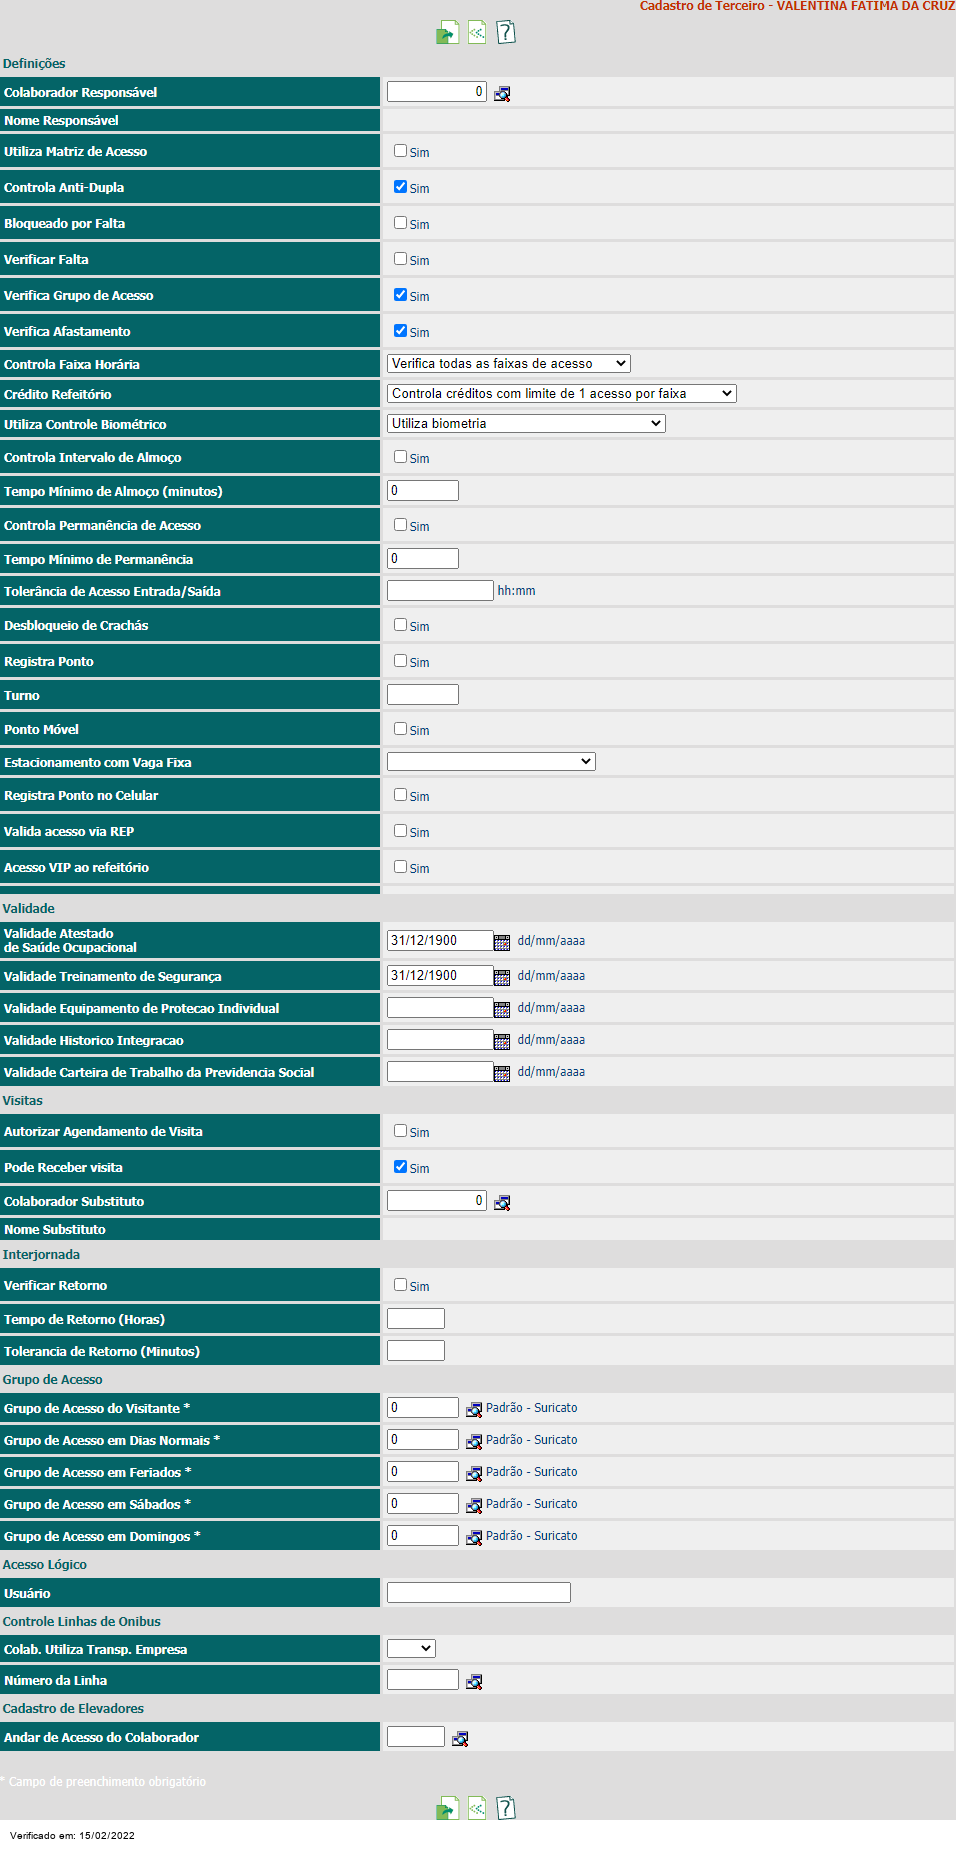 Cadastro de Terceiro - VALENTINA FATIMA DA CRUZ
Definições
Colaborador Responsável 0
Nome Responsável
Utiliza Matriz de Acesso Sim
Controla Anti-Dupla Sim
Bloqueado por Falta Sim
Verificar Falta Sim
Verifica Grupo de Acesso Sim
Verifica Afastamento Sim
Controla Faixa Horária Verifica todas as faixas de acesso
Crédito Refeitório Controla créditos com limite de 1 acesso por faixa
Utiliza Controle Biométrico Utiliza biometria
Controla Intervalo de Almoço Sim
Tempo Mínimo de Almoço (minutos) 0
Controla Permanência de Acesso Sim
Tempo Mínimo de Permanência 0
Tolerância de Acesso Entrada/Saída hh:mm
Desbloqueio de Crachás Sim
Registra Ponto Sim
Turno
Ponto Móvel Sim
Estacionamento com Vaga Fixa
Registra Ponto no Celular Sim
Valida acesso via REP Sim
Acesso VIP ao refeitório Sim
Validade
Validade Atestado
de Saúde Ocupacional 31/12/1900 dd/mm/aaaa
Validade Treinamento de Segurança 31/12/1900 dd/mm/aaaa
Validade Equipamento de Protecao Individual dd/mm/aaaa
Validade Historico Integracao dd/mm/aaaa
Validade Carteira de Trabalho da Previdencia Social dd/mm/aaaa
Visitas
Autorizar Agendamento de Visita Sim
Pode Receber visita Sim
Colaborador Substituto 0
Nome Substituto
Interjornada
Verificar Retorno Sim
Tempo de Retorno (Horas)
Tolerancia de Retorno (Minutos)
Grupo de Acesso
Grupo de Acesso do Visitante * 0 Padrão - Suricato
Grupo de Acesso em Dias Normais * 0 Padrão - Suricato
Grupo de Acesso em Feriados * 0 Padrão - Suricato
Grupo de Acesso em Sábados * 0 Padrão - Suricato
Grupo de Acesso em Domingos * 0 Padrão - Suricato
Acesso Lógico
Usuário
Controle Linhas de Onibus
Colab. Utiliza Transp. Empresa
Número da Linha
Cadastro de Elevadores
Andar de Acesso do Colaborador
* Campo de preenchimento obrigatório
Verificado em: 15/02/2022